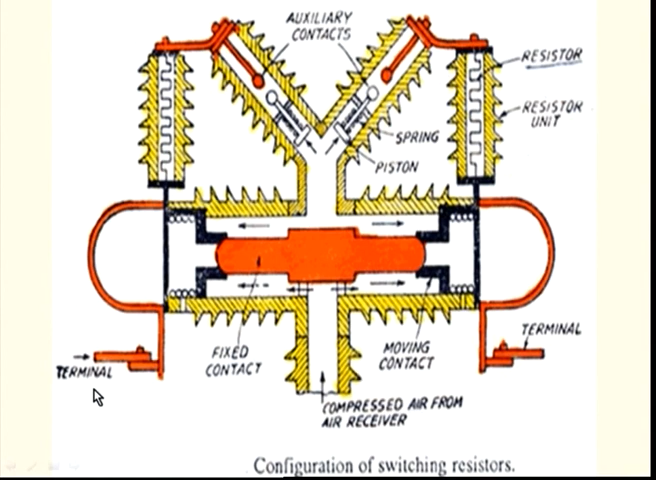 AUXILIARY
CONTACTS
RESISTOR
RESISTOR
UNIT
SPRING
PISTON
TERMINAL
FIXED
CONTACT
MOVING
CONTACT
TERMINAL
COMPRESSED AIR FROM
AIR RECEIVER
Configuration of switching resistors.